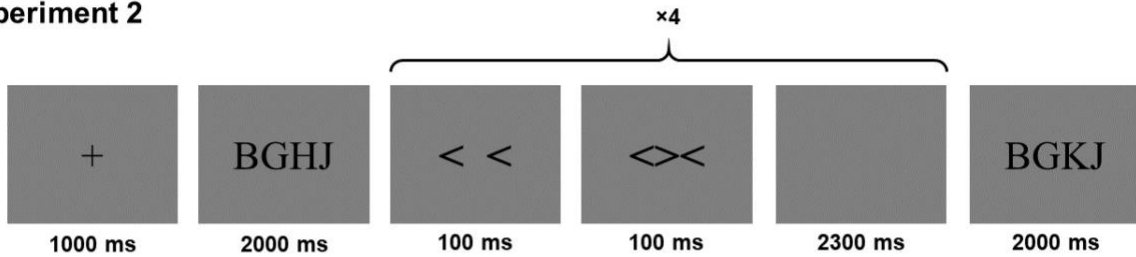 periment 2
×4
+
BGHJ
< <
<><
BGKJ
1000 ms
2000 ms
100 ms
100 ms
2300 ms
2000 ms